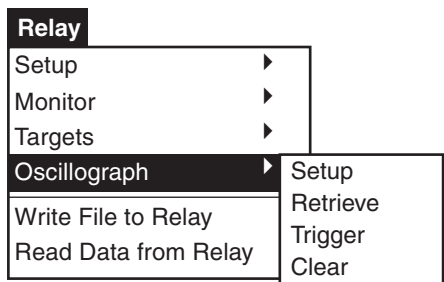 Relay
Setup
Monitor
Targets
Oscillograph
Write File to Relay
Read Data from Relay
Setup
Retrieve
Trigger
Clear